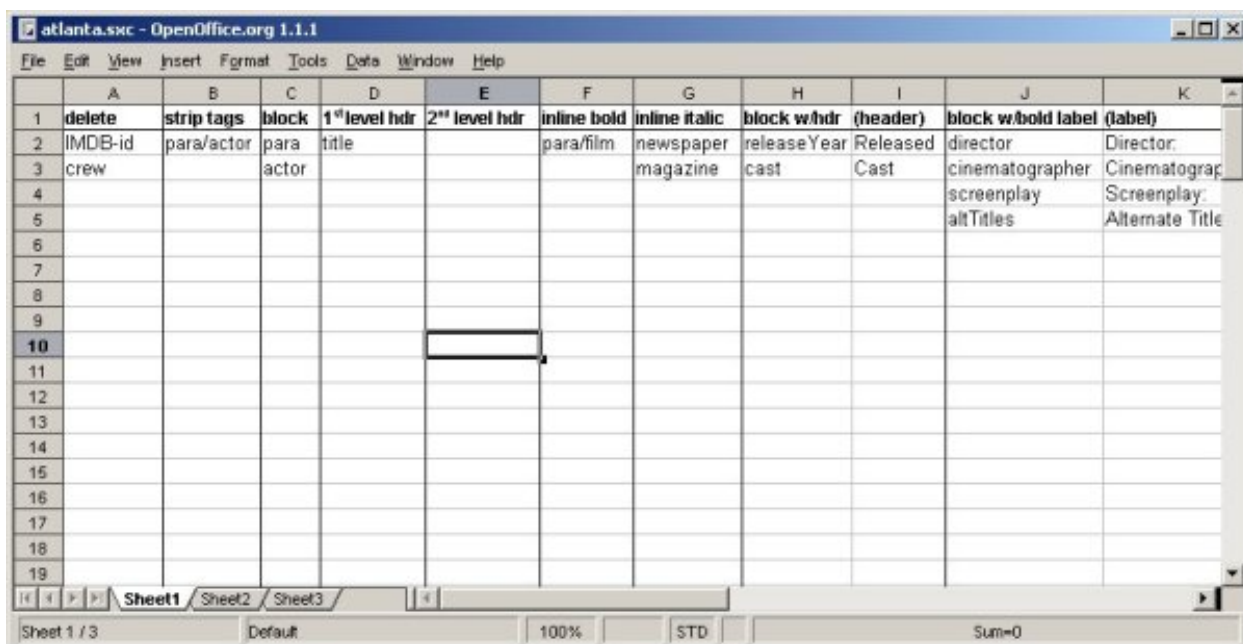 atlanta.sxc - OpenOffice.org 1.1.1
File Edit View Insert Format Tools Data Window Help
A B C D E F G H I J K
1 delete strip tags block 1st level hdr 2nd level hdr inline bold inline italic block w/hdr (header) block w/bold label (label)
2 IMDB-id para/actor para title para/film newspaper releaseYear Released director Director:
3 crew actor magazine cast Cast cinematographer Cinematograp
4 screenplay Screenplay:
5 altTitles Alternate Title
6
7
8
9
10
11
12
13
14
15
16
17
18
19
Sheet1 Sheet2 Sheet3
Sheet 1 / 3 Default 100% STD Sum=0